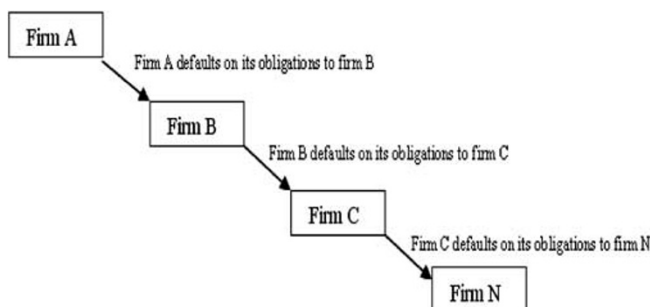 Firm A
Firm A defaults on its obligations to firm B
Firm B
Firm B defaults on its obligations to firm C
Firm C
Firm C defaults on its obligations to firm N
Firm N